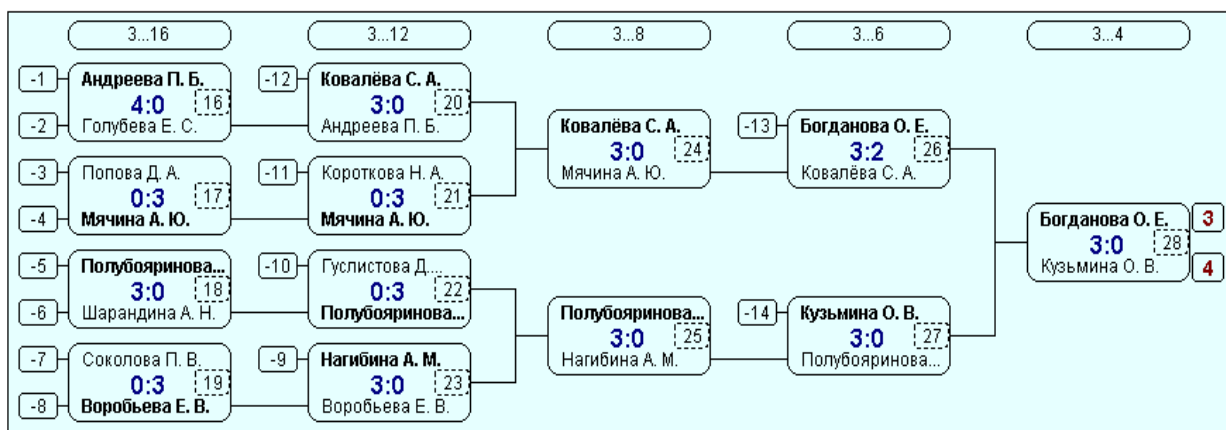 3...16
3...12
3...8
3...6
3...4
-1
Андреева П. Б.
4:0
16
-2
Голубева Е. С.
-3
Попова Д. А.
0:3
17
-4
Мячина А. Ю.
-5
Полубояринова...
3:0
18
-6
Шарандина А. Н.
-7
Соколова П. В.
0:3
19
-8
Воробьева Е. В.
-12
Ковалёва С. А.
3:0
20
Андреева П. Б.
-11
Короткова Н. А.
0:3
21
Мячина А. Ю.
-10
Гуслистова Д....
0:3
22
Полубояринова...
-9
Нагибина А. М.
3:0
23
Воробьева Е. В.
Ковалёва С. А.
3:0
24
Мячина А. Ю.
Полубояринова...
3:0
25
Нагибина А. М.
-13
Богданова О. Е.
3:2
26
Ковалёва С. А.
-14
Кузьмина О. В.
3:0
27
Полубояринова...
Богданова О. Е.
3
3:0
28
Кузьмина О. В.
4